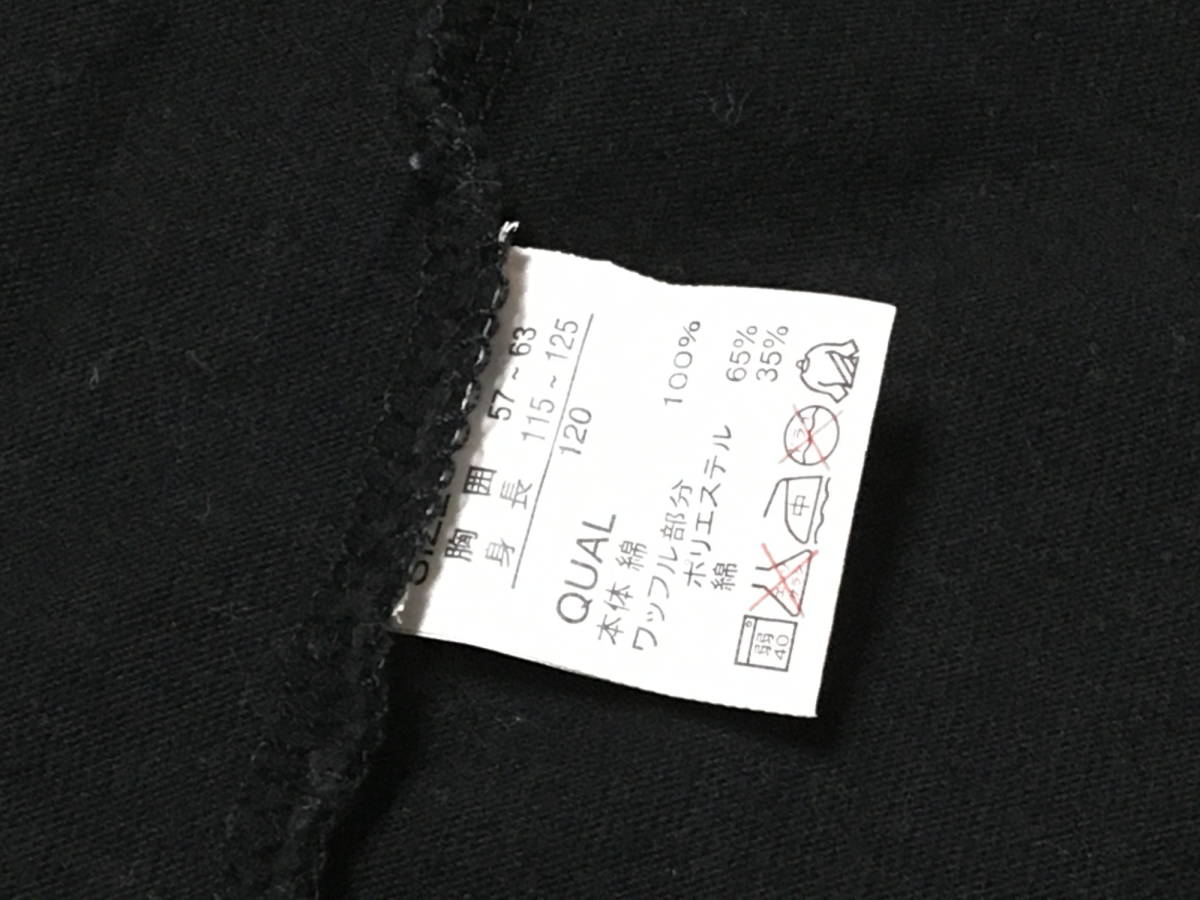 SIZE
胸囲 57~63
身長 115~125
120
QUAL
本体 綿 100%
ワッフル部分
ポリエステル 65%
綿 35%
弱
40
中